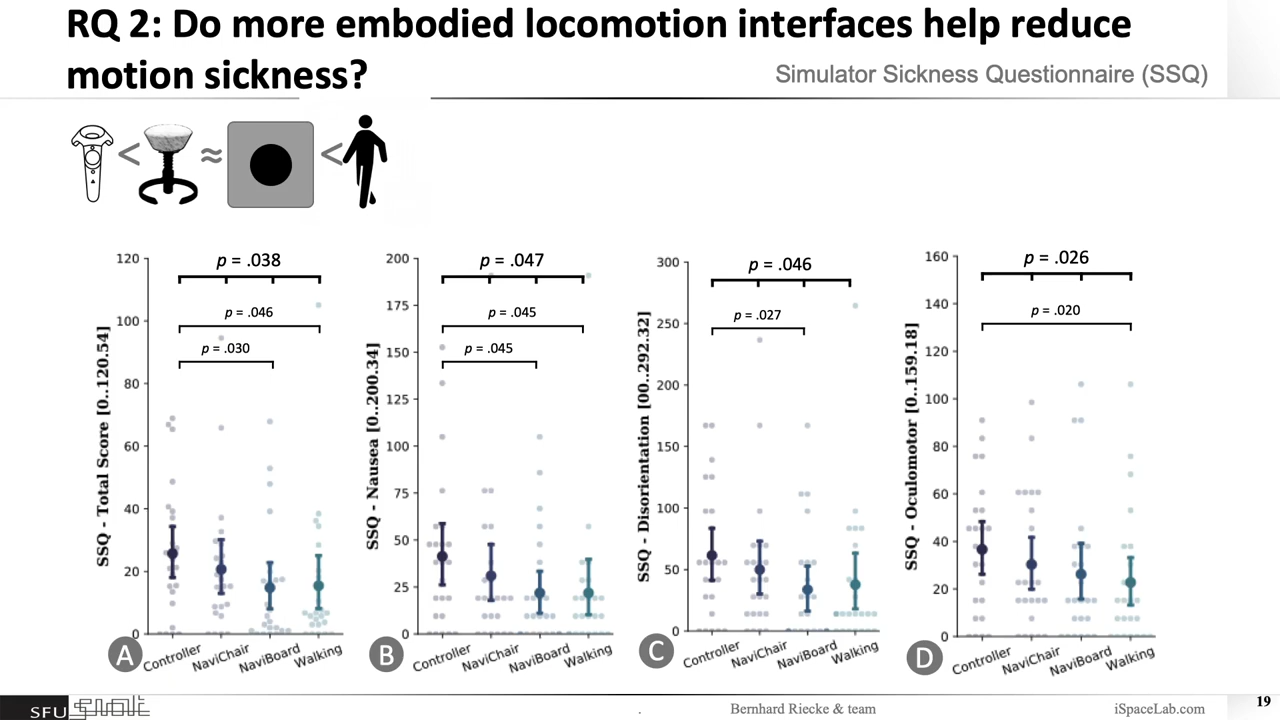 RQ 2: Do more embodied locomotion interfaces help reduce
motion sickness?
Simulator Sickness Questionnaire (SSQ)
< ≈ <
p = .038
p = .046
p = .030
120
100
80
60
40
20
0
SSQ - Total Score [0..120.54]
Controller NaviChair NaviBoard Walking
A
p = .047
p = .045
p = .045
200
175
150
125
100
75
50
25
0
SSQ - Nausea [0..200.34]
Controller NaviChair NaviBoard Walking
B
p = .046
p = .027
300
250
200
150
100
50
0
SSQ - Disorientation [00..292.32]
Controller NaviChair NaviBoard Walking
C
p = .026
p = .020
160
140
120
100
80
60
40
20
0
SSQ - Oculomotor [0..159.18]
Controller NaviChair NaviBoard Walking
D
SFU
Bernhard Riecke & team
iSpaceLab.com
19